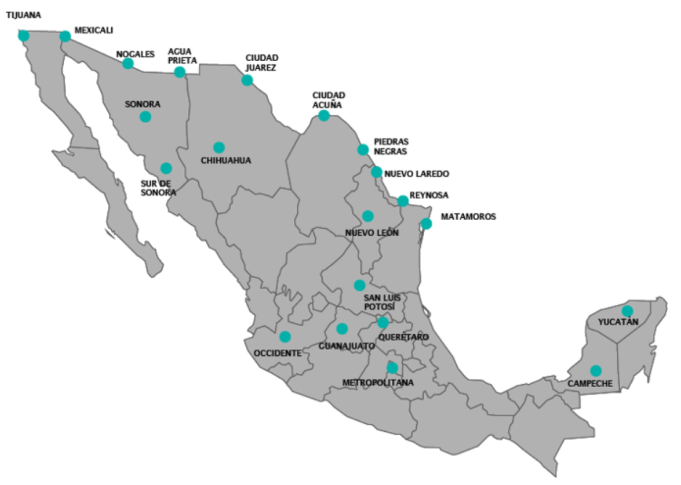 TIJUANA
MEXICALI
NOGALES
AGUA
PRIETA
CIUDAD
JUAREZ
SONORA
CIUDAD
ACUÑA
CHIHUAHUA
PIEDRAS
NEGRAS
SUR DE
SONORA
NUEVO LAREDO
REYNOSA
MATAMOROS
NUEVO LEÓN
SAN LUIS
POTOSÍ
YUCATÁN
QUERÉTARO
GUANAJUATO
OCCIDENTE
METROPOLITANA
CAMPECHE